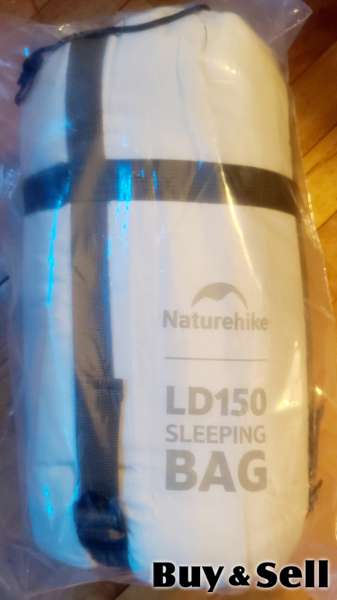 Naturehike
LD150
SLEEPING
BAG
Buy & Sell